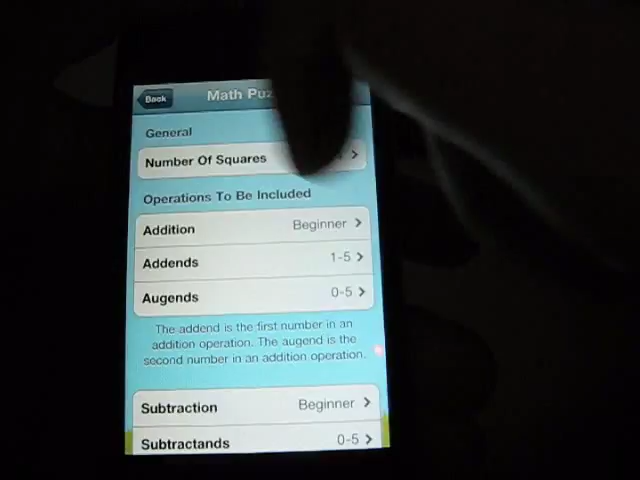 Back
Math Puz
General
Number Of Squares
Operations To Be Included
Addition Beginner
Addends 1-5
Augends 0-5
The addend is the first number in an
addition operation. The augend is the
second number in an addition operation.
Subtraction Beginner
Subtractands 0-5